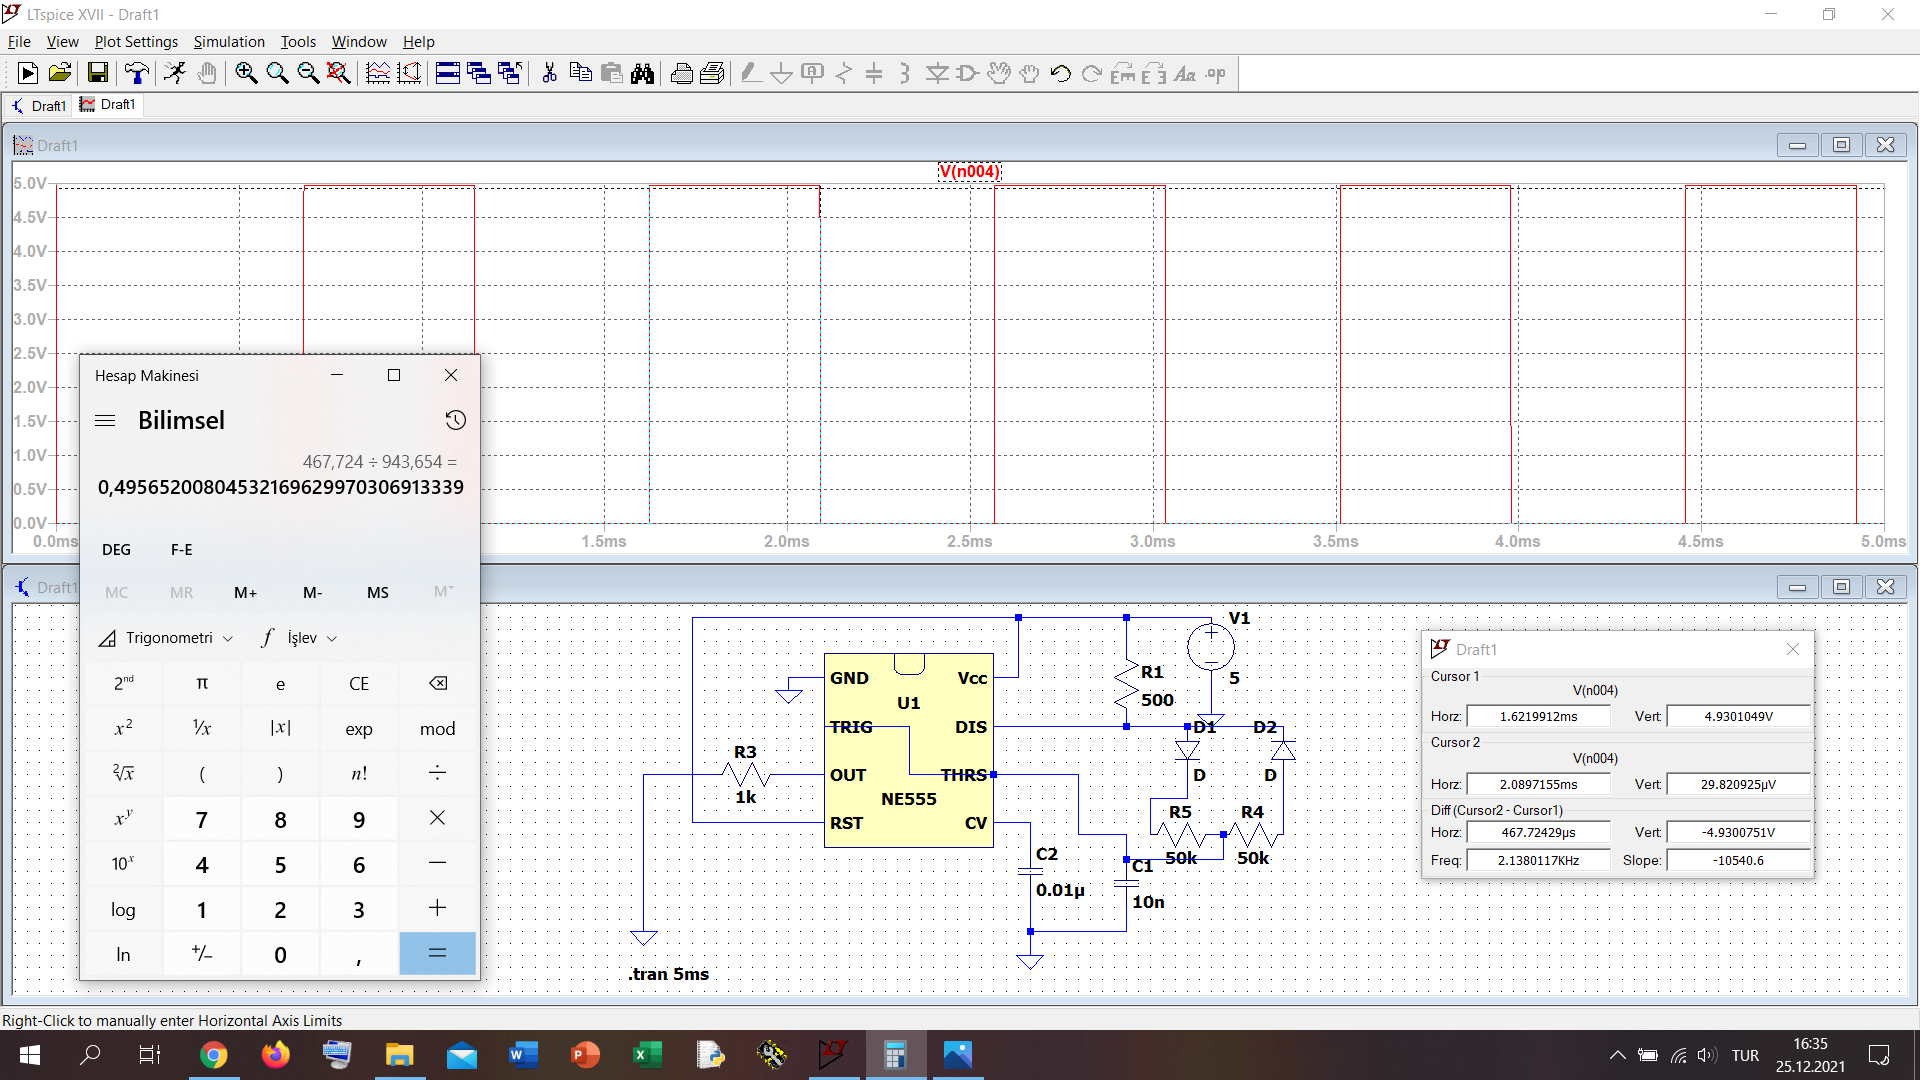 LTspice XVII - Draft1
File View Plot Settings Simulation Tools Window Help
Draft1 Draft1
Draft1
V(n004)
5.0V
4.5V
4.0V
3.5V
3.0V
2.5V
2.0V
1.5V
1.0V
0.5V
0.0V
0.0ms 1.5ms 2.0ms 2.5ms 3.0ms 3.5ms 4.0ms 4.5ms 5.0ms
Hesap Makinesi
Bilimsel
467,724 ÷ 943,654 =
0,49565200804532169629970306913339
DEG F-E
MC MR M+ M- MS M˅
Trigonometri f İşlev
2nd π e CE
x² ¹/x |x| exp mod
²√x ( ) n! ÷
xʸ 7 8 9 ×
10ˣ 4 5 6 −
log 1 2 3 +
ln +/− 0 , =
Draft1
V1
5
R1
500
GND Vcc
U1
TRIG DIS
OUT THRS
NE555
RST CV
R3
1k
D1 D2
D D
R5 R4
50k 50k
C2
0.01µ
C1
10n
.tran 5ms
Draft1
Cursor 1
V(n004)
Horz: 1.6219912ms Vert: 4.9301049V
Cursor 2
V(n004)
Horz: 2.0897155ms Vert: 29.820925µV
Diff (Cursor2 - Cursor1)
Horz: 467.72429µs Vert: -4.9300751V
Freq: 2.1380117KHz Slope: -10540.6
Right-Click to manually enter Horizontal Axis Limits
TUR
16:35
25.12.2021